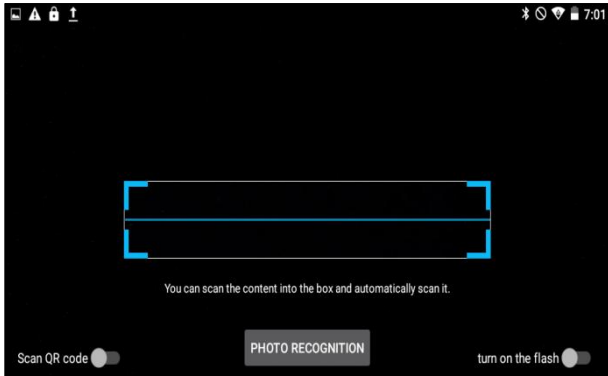 7:01
You can scan the content into the box and automatically scan it.
PHOTO RECOGNITION
Scan QR code
turn on the flash